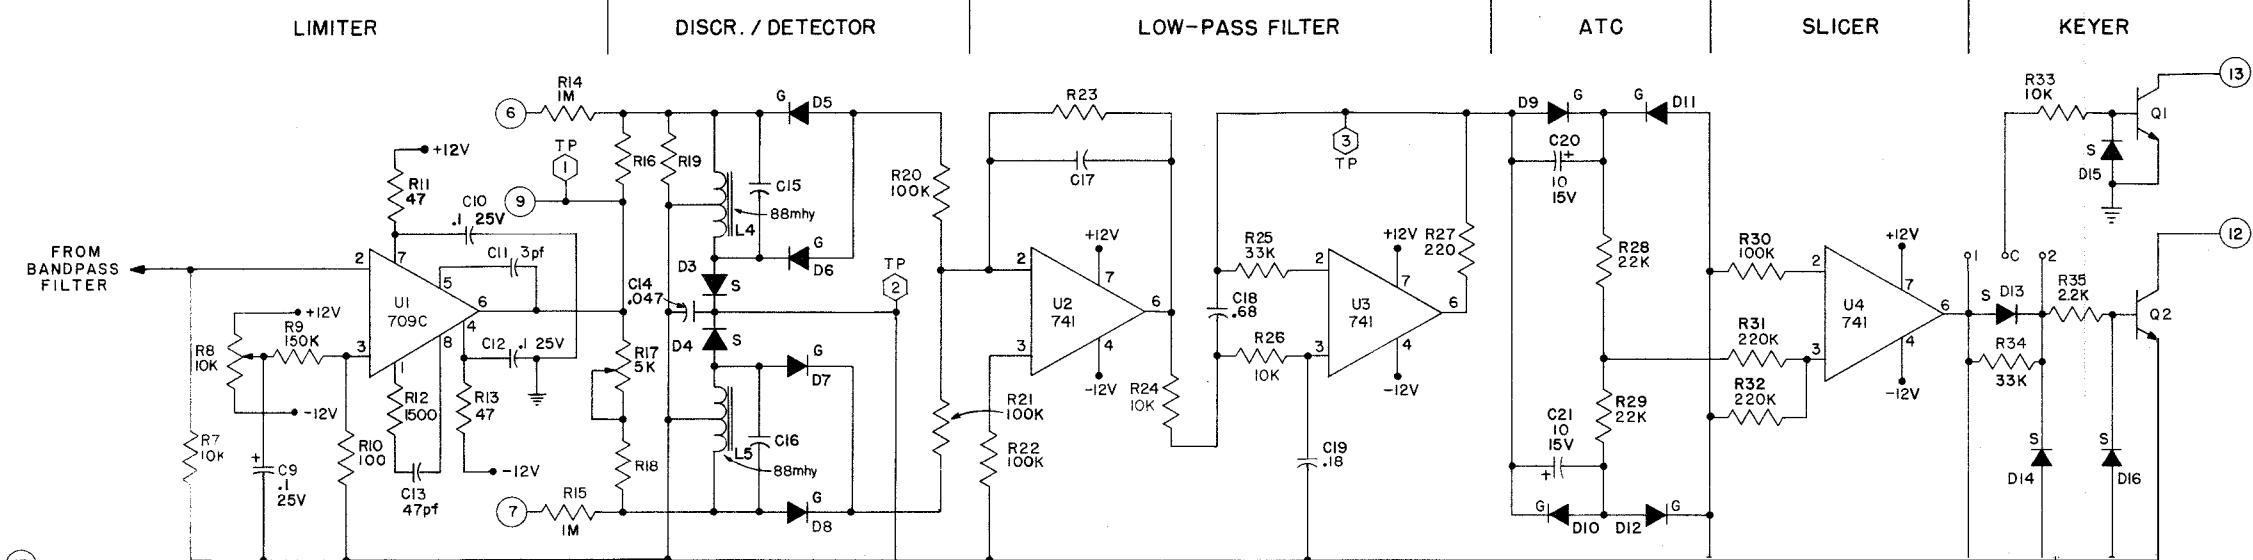 LIMITER
DISCR. / DETECTOR
LOW-PASS FILTER
ATC
SLICER
KEYER
FROM
BANDPASS
FILTER
R7
10K
R8
10K
+12V
-12V
R9
150K
C9
.1
25V
+
R10
100
+12V
R11
47
C10
.1 25V
C11 3pf
2
7
5
U1
709C
6
4
8
3
1
C12 .1 25V
R12
1500
R13
47
-12V
C13
47pf
6
R14
1M
TP
1
9
R16
R19
G D5
C15
88mhy
L4
G
D6
D3
S
C14
.047
TP
2
D4
S
R17
5K
G
D7
C16
L5
88mhy
R18
7
R15
1M
G
D8
R20
100K
R21
100K
R22
100K
R23
C17
+12V
2
7
U2
741
6
3
4
-12V
R24
10K
3
TP
R25
33K
C18
.68
R26
10K
C19
.18
+12V
2
7
U3
741
6
3
4
-12V
R27
220
D9 G
G D11
C20
+
10
15V
R28
22K
R29
22K
C21
10
15V
+
G D10
D12 G
R30
100K
R31
220K
R32
220K
+12V
2
7
U4
741
6
3
4
-12V
1
C
2
S D13
R34
33K
R35
2.2K
R33
10K
Q1
13
S
D15
12
Q2
S
D14
S
D16